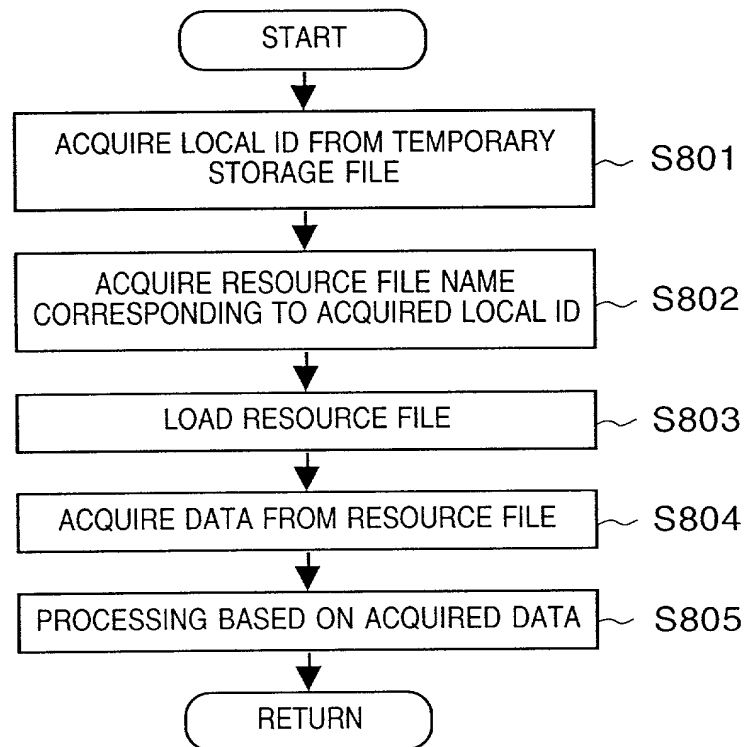 START
ACQUIRE LOCAL ID FROM TEMPORARY
STORAGE FILE
S801
ACQUIRE RESOURCE FILE NAME
CORRESPONDING TO ACQUIRED LOCAL ID
S802
LOAD RESOURCE FILE
S803
ACQUIRE DATA FROM RESOURCE FILE
S804
PROCESSING BASED ON ACQUIRED DATA
S805
RETURN